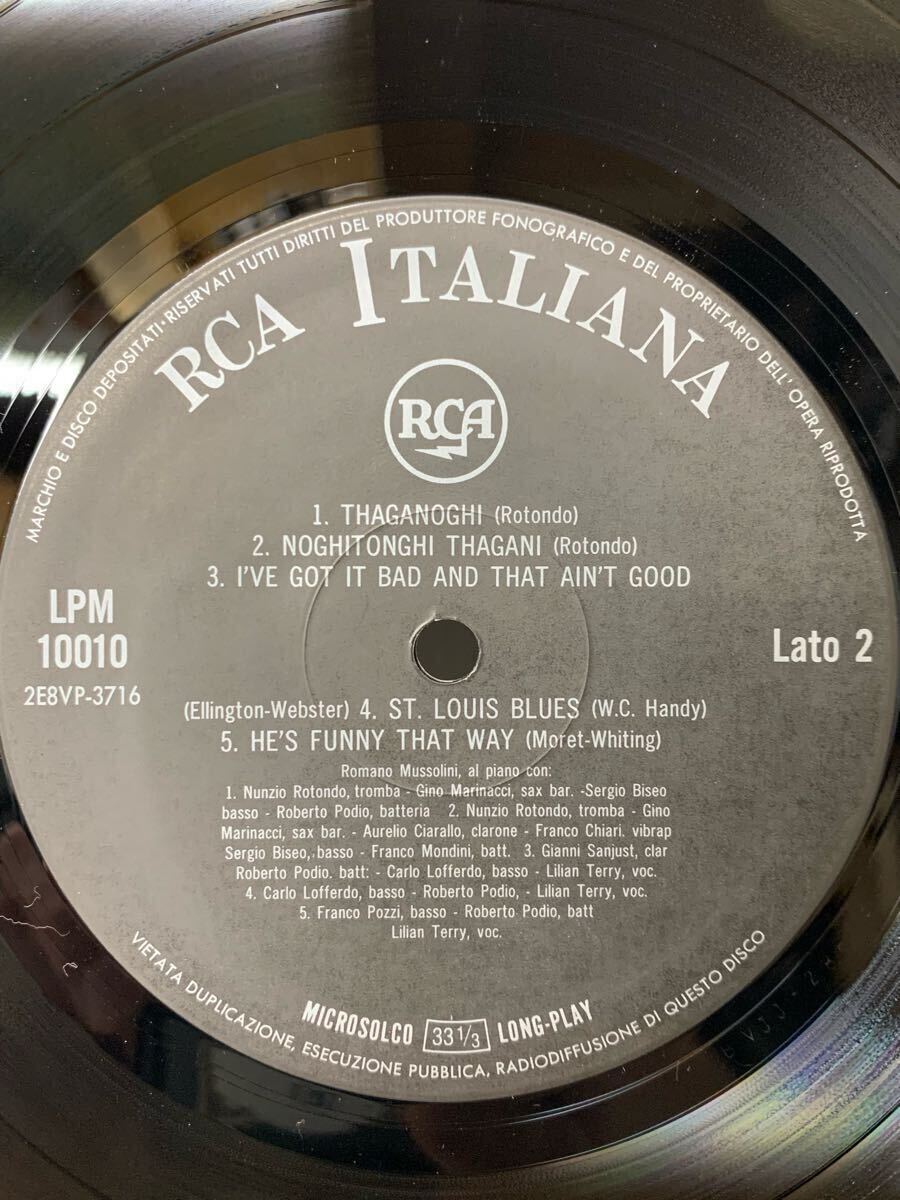 MARCHIO E DISCO DEPOSITATI · RISERVATI TUTTI DIRITTI DEL PRODUTTORE FONOGRAFICO E DEL PROPRIETARIO DELL' OPERA RIPRODOTTA
RCA ITALIANA
RCA
1. THAGANOGHI (Rotondo)
2. NOGHITONGHI THAGANI (Rotondo)
3. I'VE GOT IT BAD AND THAT AIN'T GOOD
LPM
10010
2E8VP-3716
Lato 2
(Ellington-Webster) 4. ST. LOUIS BLUES (W.C. Handy)
5. HE'S FUNNY THAT WAY (Moret-Whiting)
Romano Mussolini, al piano con:
1. Nunzio Rotondo, tromba - Gino Marinacci, sax bar. -Sergio Biseo
basso - Roberto Podio, batteria 2. Nunzio Rotondo, tromba - Gino
Marinacci, sax bar. - Aurelio Ciarallo, clarone - Franco Chiari. vibrap
Sergio Biseo, basso - Franco Mondini, batt. 3. Gianni Sanjust, clar
Roberto Podio. batt: - Carlo Lofferdo, basso - Lilian Terry, voc.
4. Carlo Lofferdo, basso - Roberto Podio, - Lilian Terry, voc.
5. Franco Pozzi, basso - Roberto Podio, batt
Lilian Terry, voc.
MICROSOLCO 33 1/3 LONG-PLAY
VIETATA DUPLICAZIONE, ESECUZIONE PUBBLICA, RADIODIFFUSIONE DI QUESTO DISCO